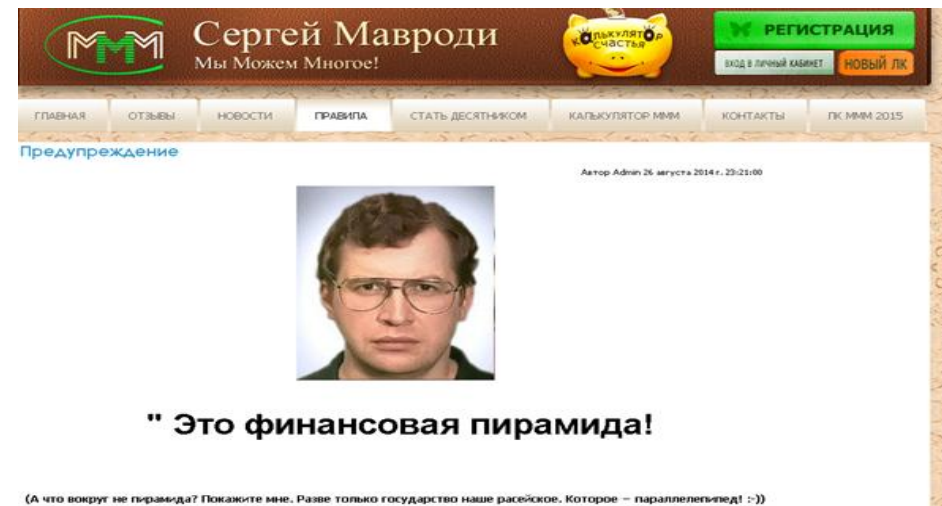 МММ
Сергей Мавроди
Мы Можем Многое!
КАЛЬКУЛЯТОР
СЧАСТЬЯ
РЕГИСТРАЦИЯ
ВХОД В ЛИЧНЫЙ КАБИНЕТ
НОВЫЙ ЛК
ГЛАВНАЯ ОТЗЫВЫ НОВОСТИ ПРАВИЛА СТАТЬ ДЕСЯТНИКОМ КАЛЬКУЛЯТОР МММ КОНТАКТЫ ЛК МММ 2015
Предупреждение
Автор Admin 26 августа 2014 г. 23:21:00
" Это финансовая пирамида!
(А что вокруг не пирамида? Покажите мне. Разве только государство наше расейское. Которое – параллелепипед! :-))